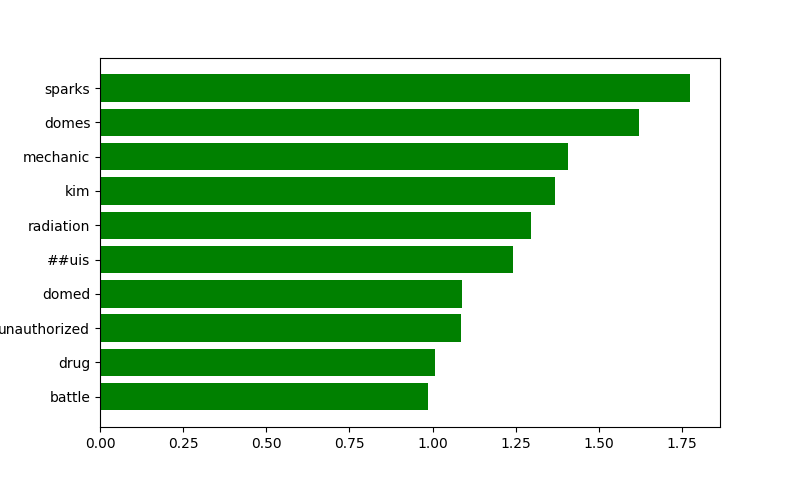 sparks
domes
mechanic
kim
radiation
##uis
domed
unauthorized
drug
battle
0.00 0.25 0.50 0.75 1.00 1.25 1.50 1.75